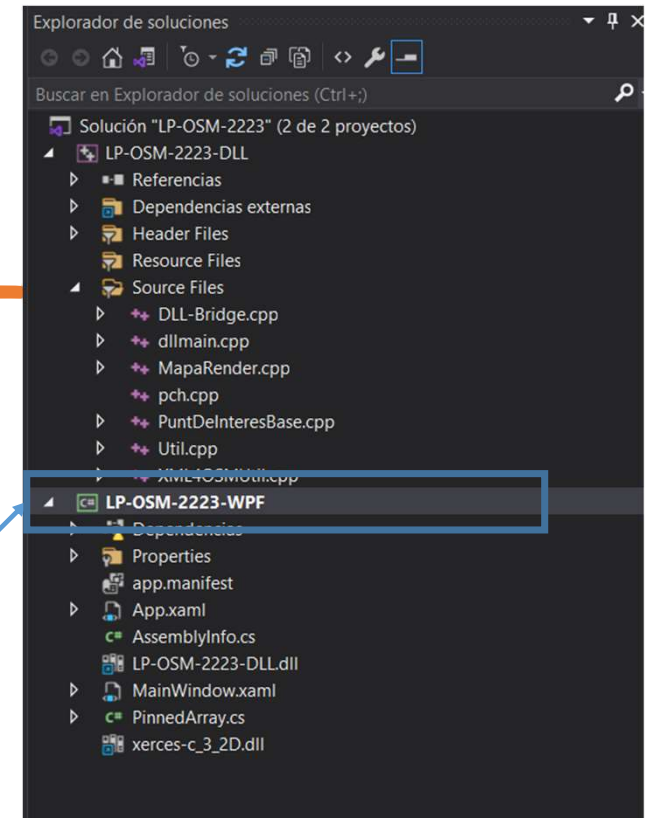 Explorador de soluciones
Buscar en Explorador de soluciones (Ctrl+;)
Solución "LP-OSM-2223" (2 de 2 proyectos)
LP-OSM-2223-DLL
Referencias
Dependencias externas
Header Files
Resource Files
Source Files
DLL-Bridge.cpp
dllmain.cpp
MapaRender.cpp
pch.cpp
PuntDeInteresBase.cpp
Util.cpp
XML4OSMUtil.cpp
LP-OSM-2223-WPF
Dependencias
Properties
app.manifest
App.xaml
AssemblyInfo.cs
LP-OSM-2223-DLL.dll
MainWindow.xaml
PinnedArray.cs
xerces-c_3_2D.dll